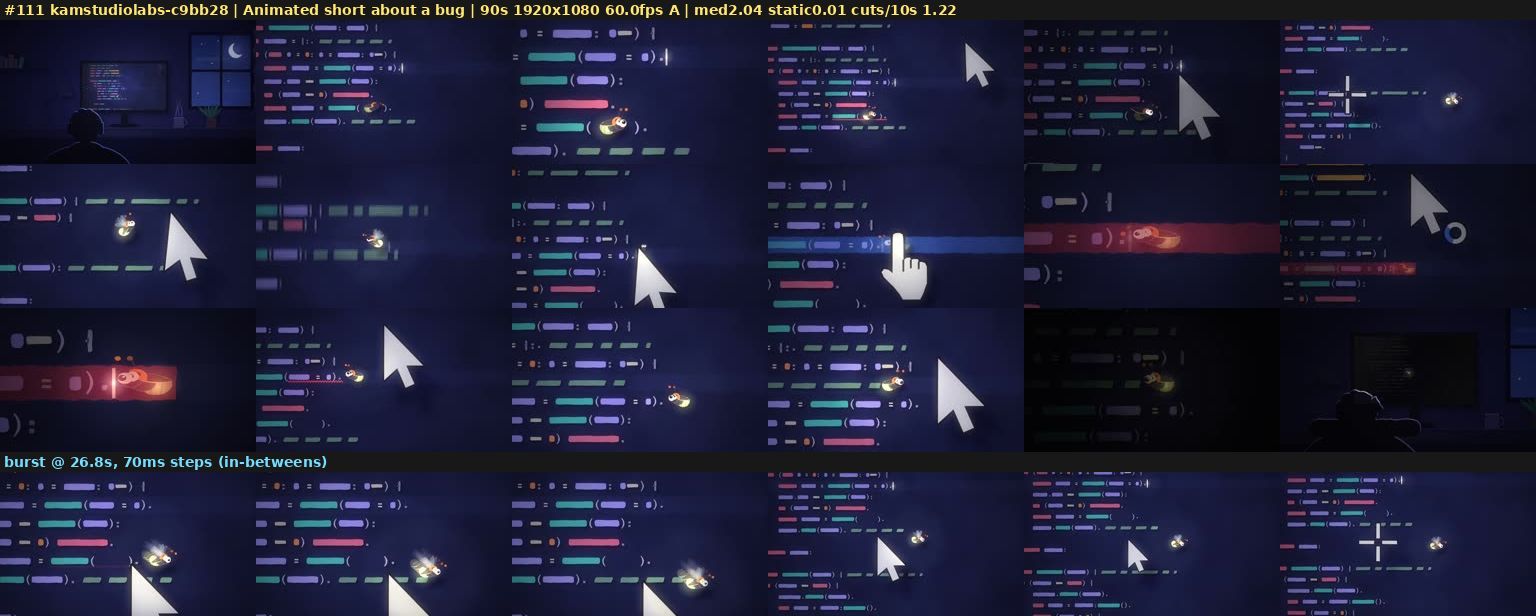 #111 kamstudiolabs-c9bb28 | Animated short about a bug | 90s 1920x1080 60.0fps A | med2.04 static0.01 cuts/10s 1.22
burst @ 26.8s, 70ms steps (in-betweens)